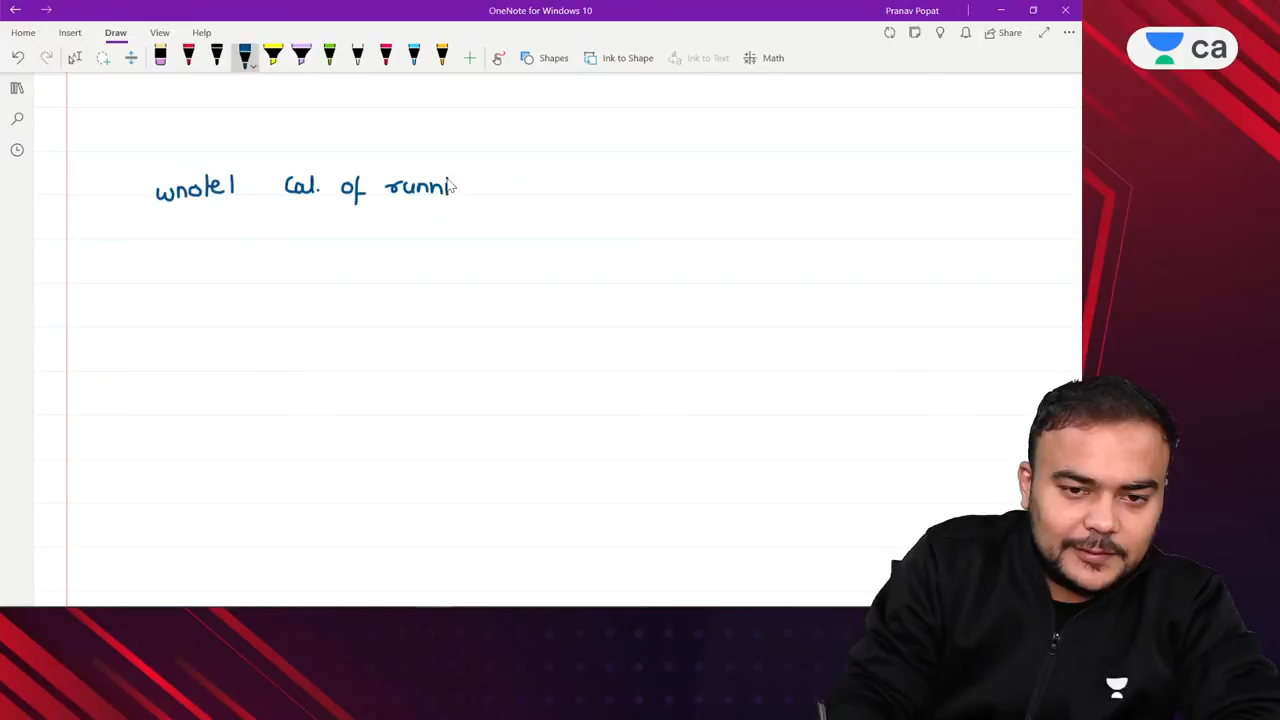 OneNote for Windows 10
Pranav Popat
Home Insert Draw View Help
Share
Shapes Ink to Shape Ink to Text Math
ca
wnote1 Cal. of runni